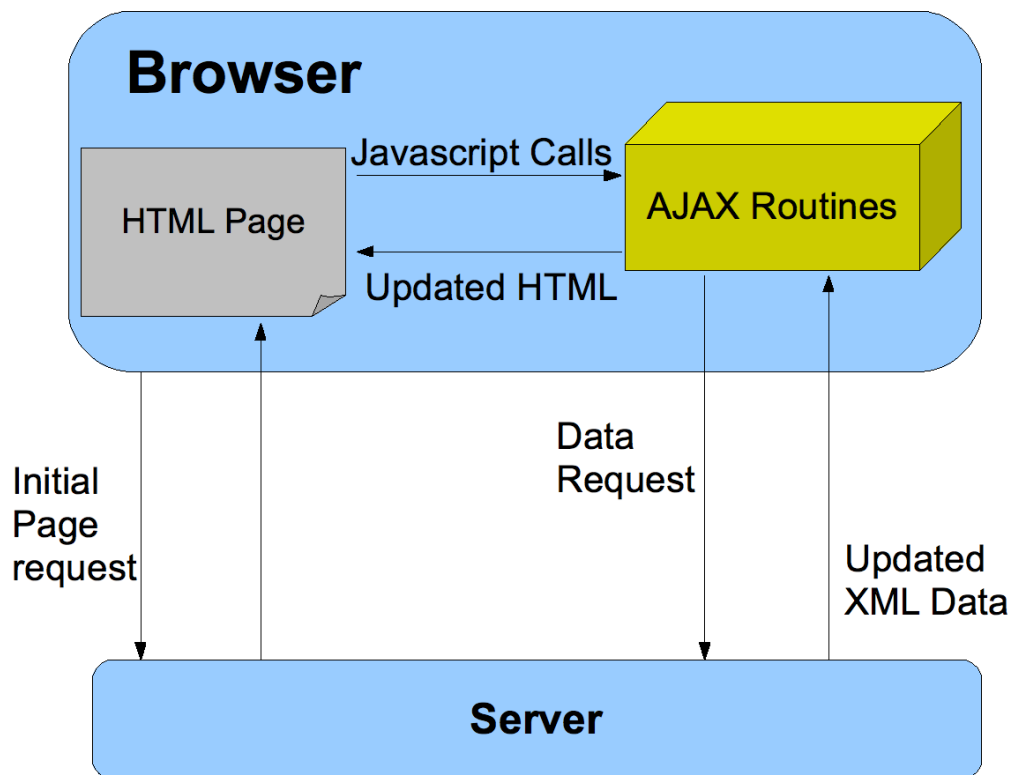 Browser
Javascript Calls
HTML Page
AJAX Routines
Updated HTML
Initial
Page
request
Data
Request
Updated
XML Data
Server